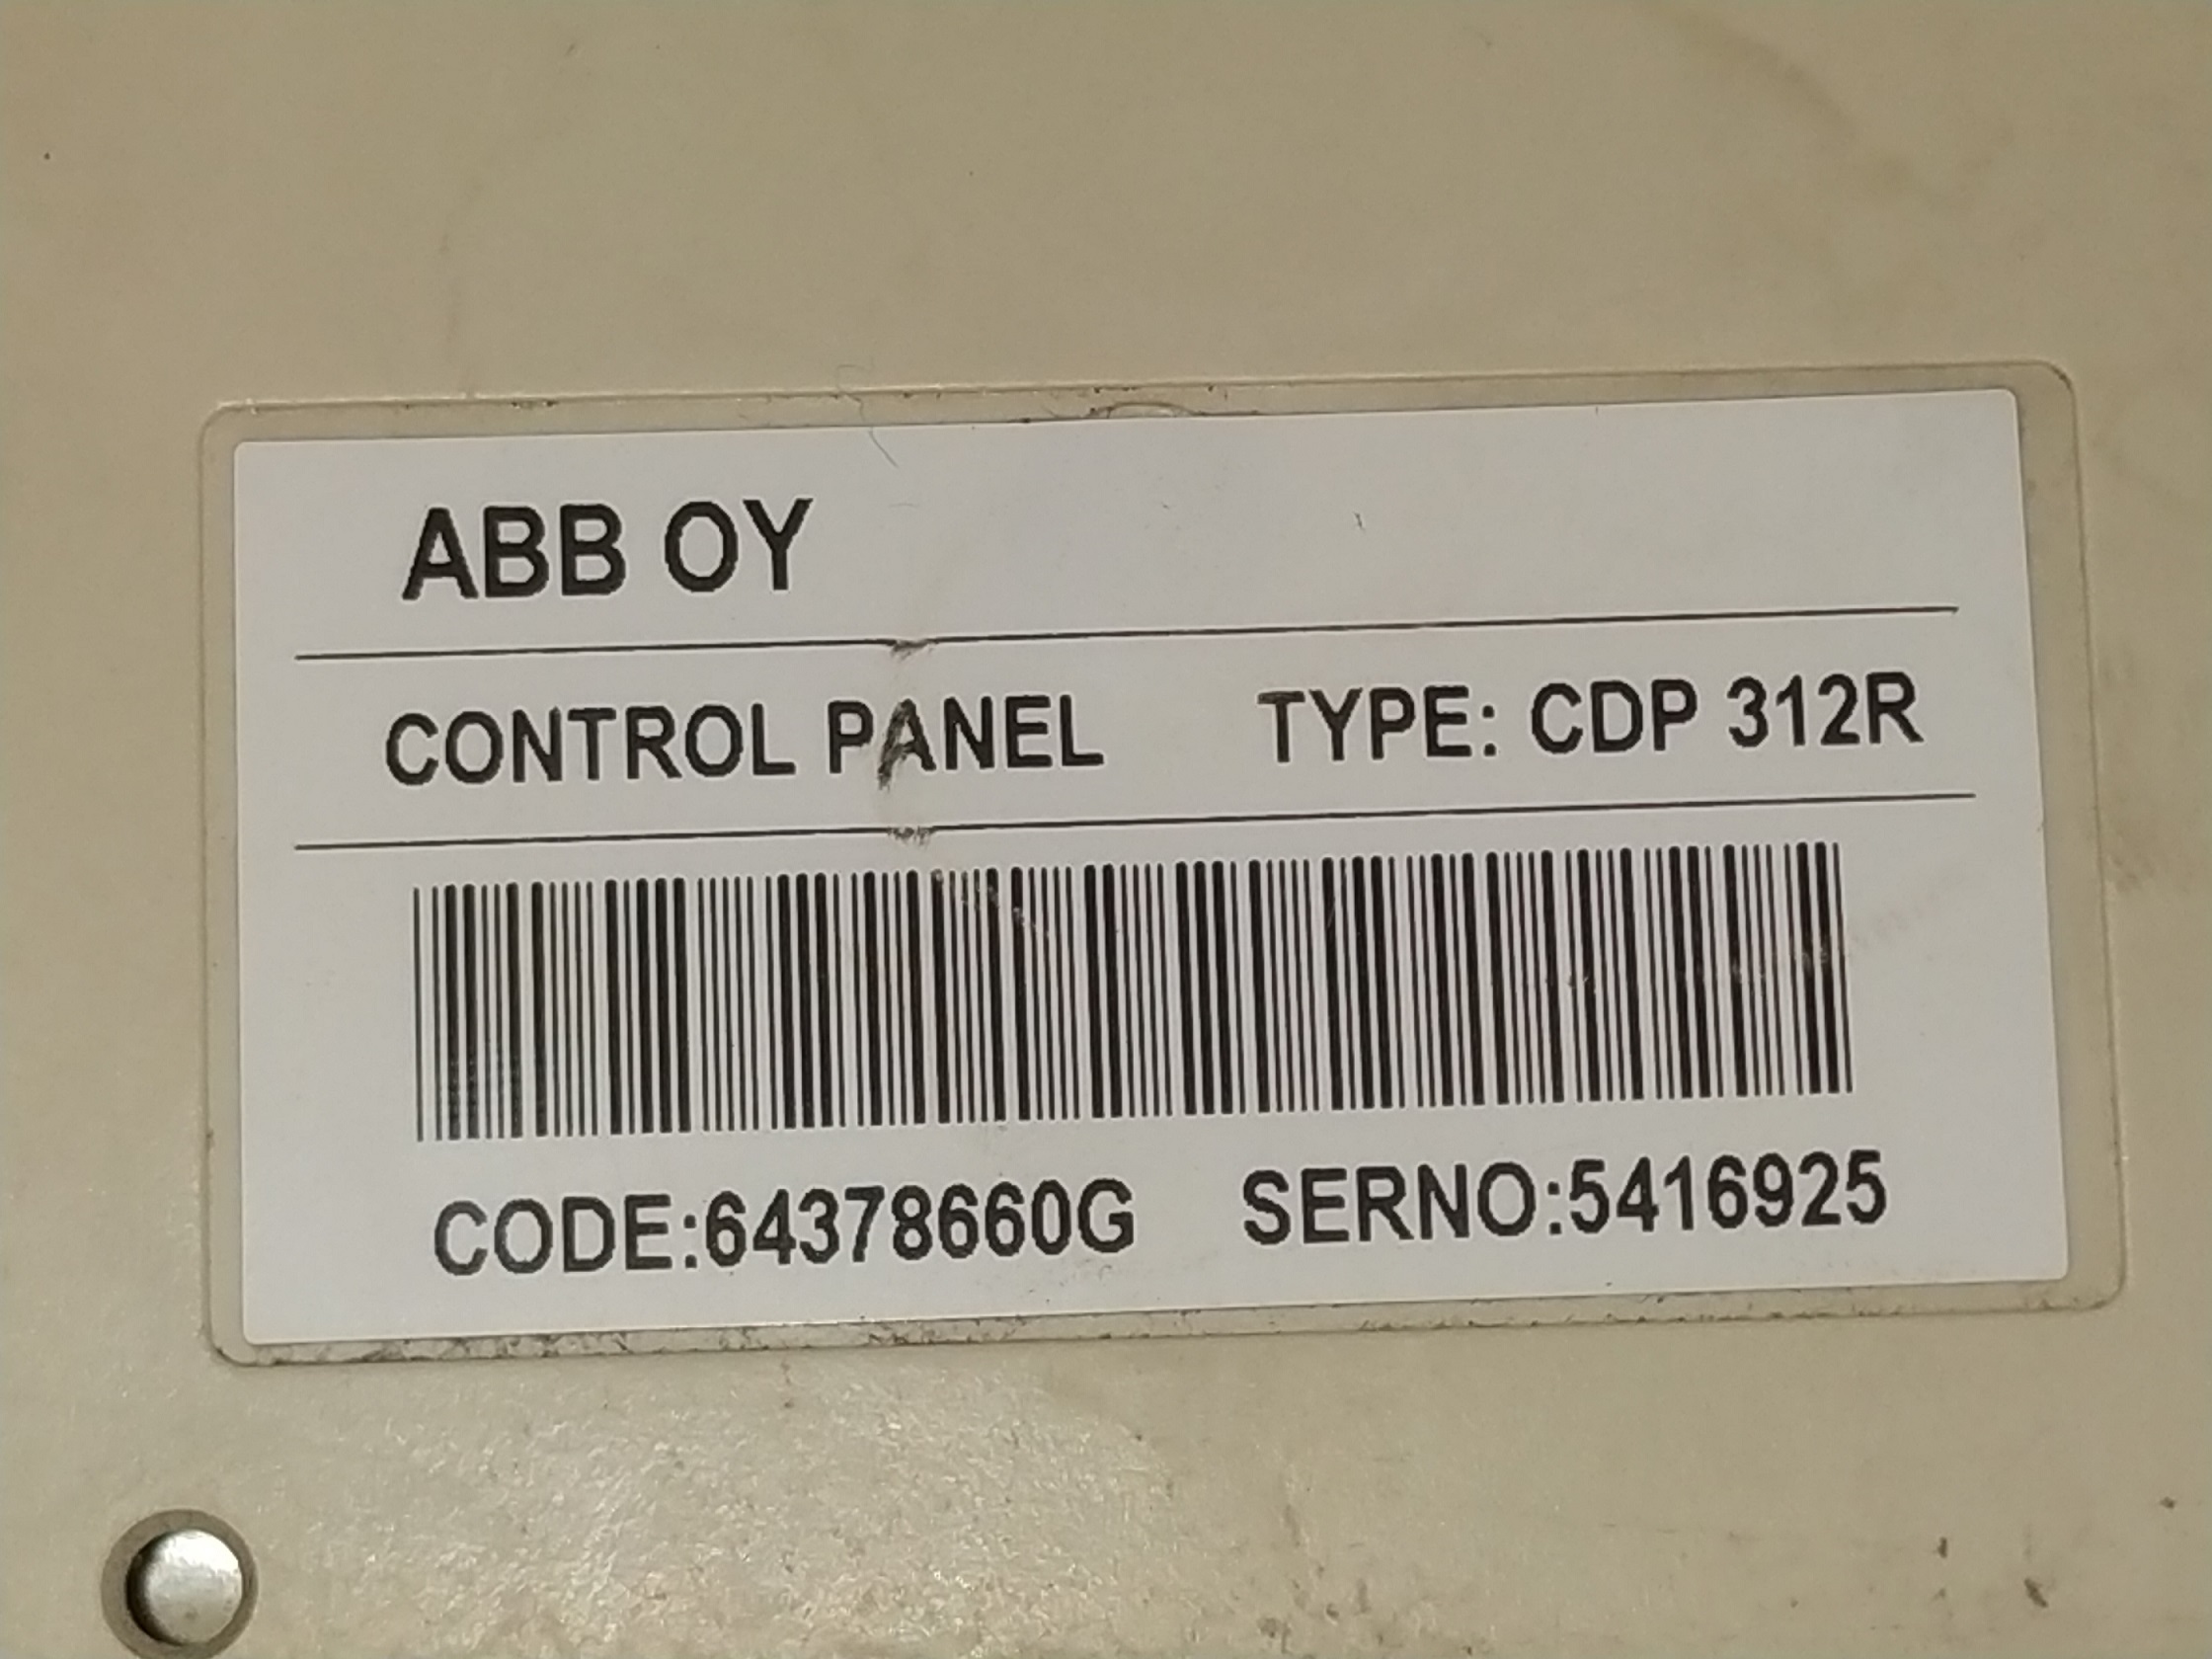 ABB OY
CONTROL PANEL TYPE: CDP 312R
CODE:64378660G SERNO:5416925